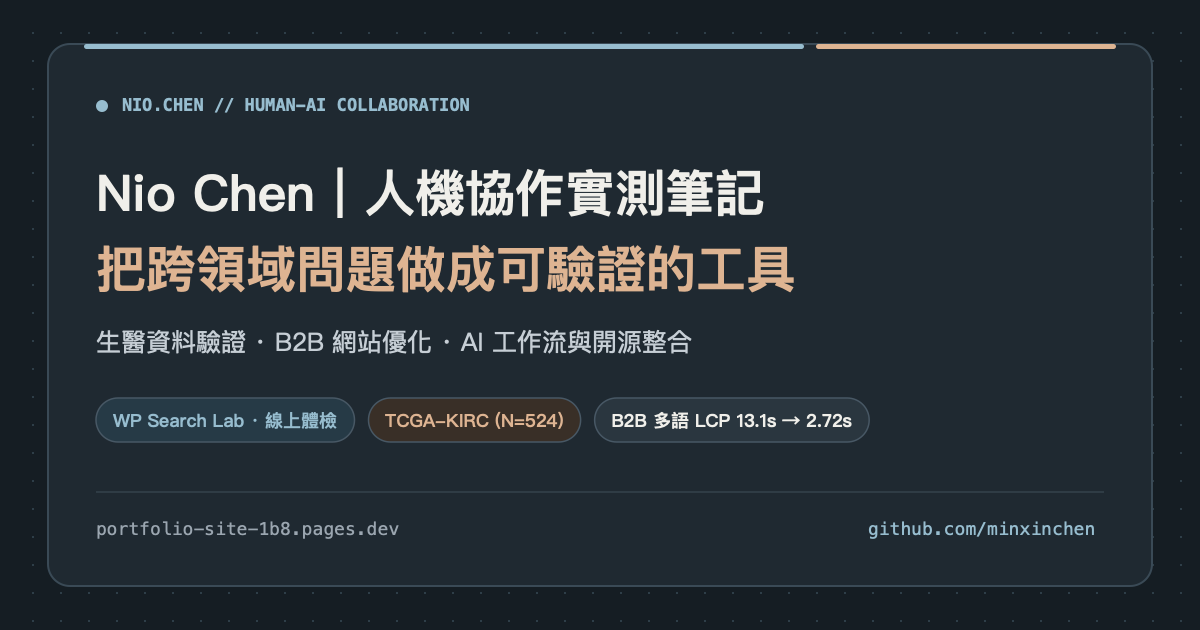 NIO.CHEN // HUMAN-AI COLLABORATION
Nio Chen｜人機協作實測筆記
把跨領域問題做成可驗證的工具
生醫資料驗證 · B2B 網站優化 · AI 工作流與開源整合
WP Search Lab · 線上體檢
TCGA-KIRC (N=524)
B2B 多語 LCP 13.1s → 2.72s
portfolio-site-1b8.pages.dev
github.com/minxinchen